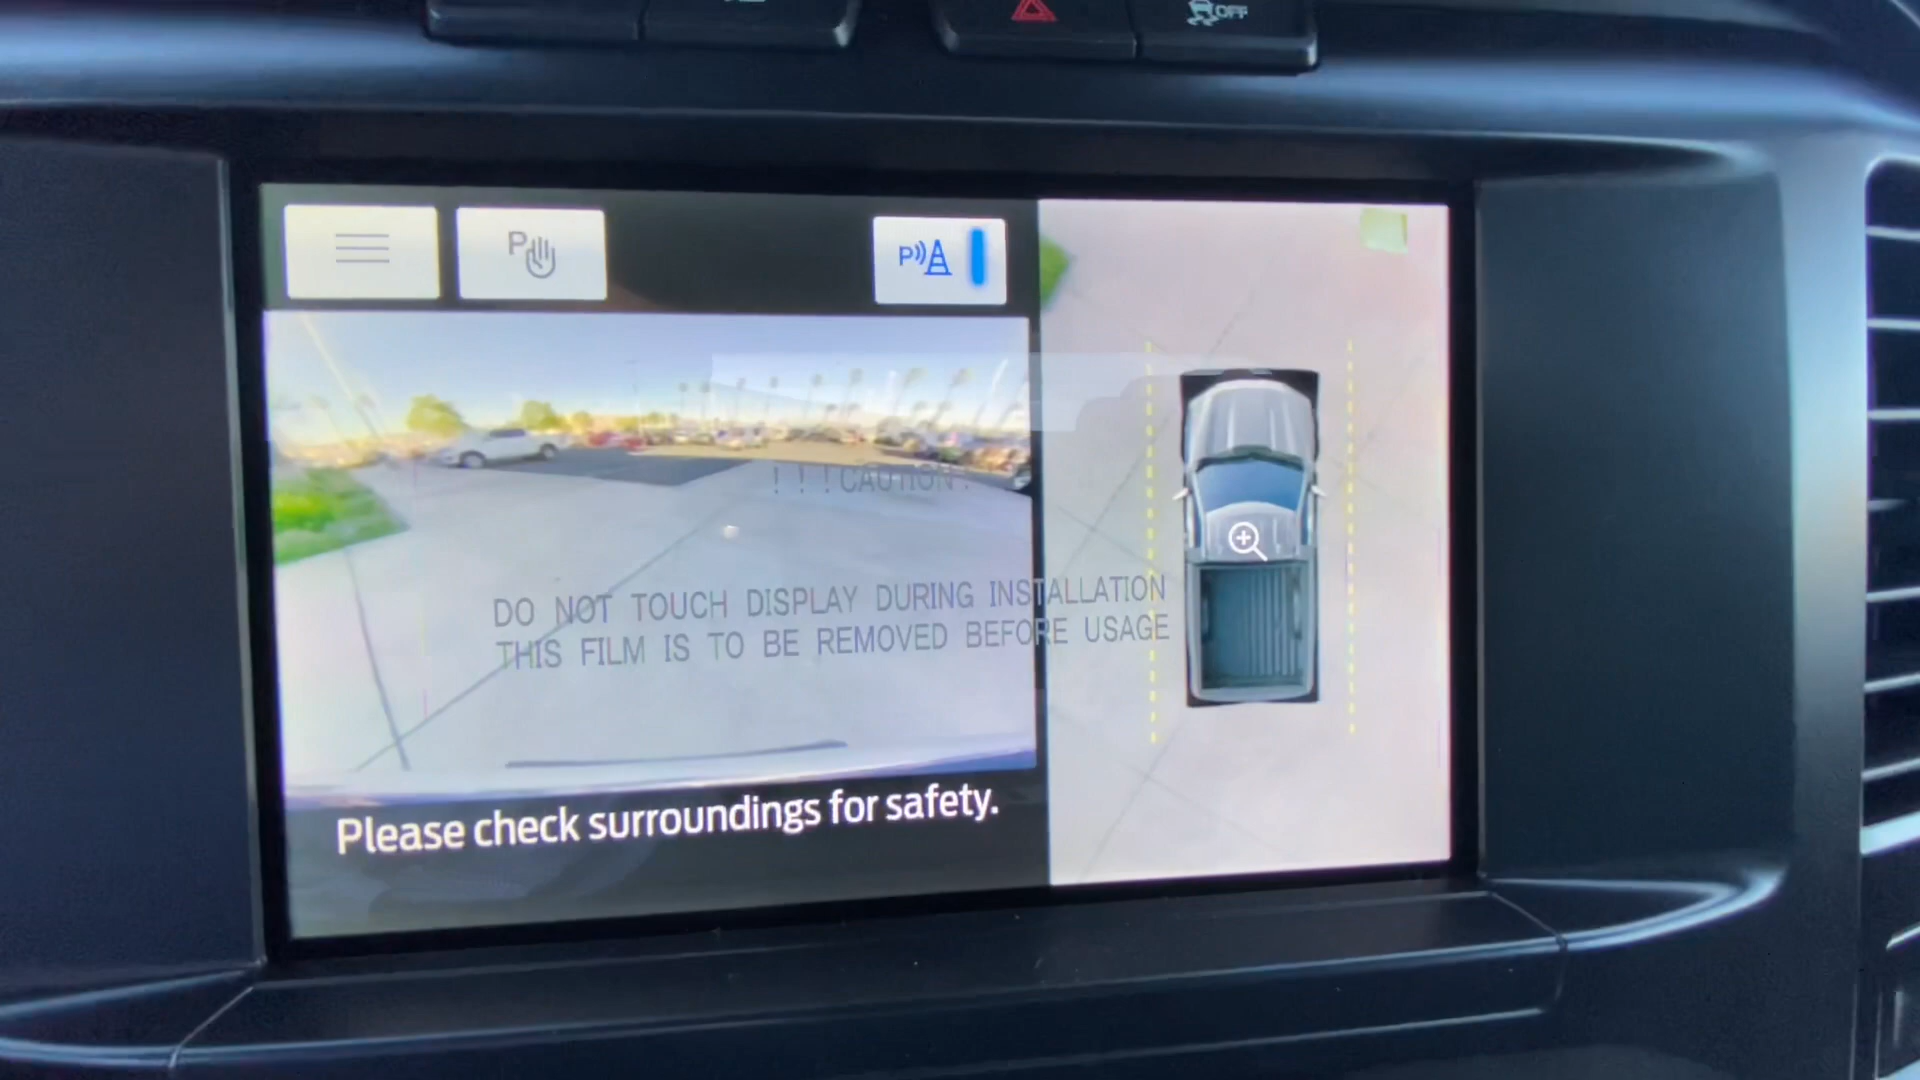 OFF
P
P
! ! ! CAUTION !
DO NOT TOUCH DISPLAY DURING INSTALLATION
THIS FILM IS TO BE REMOVED BEFORE USAGE
Please check surroundings for safety.